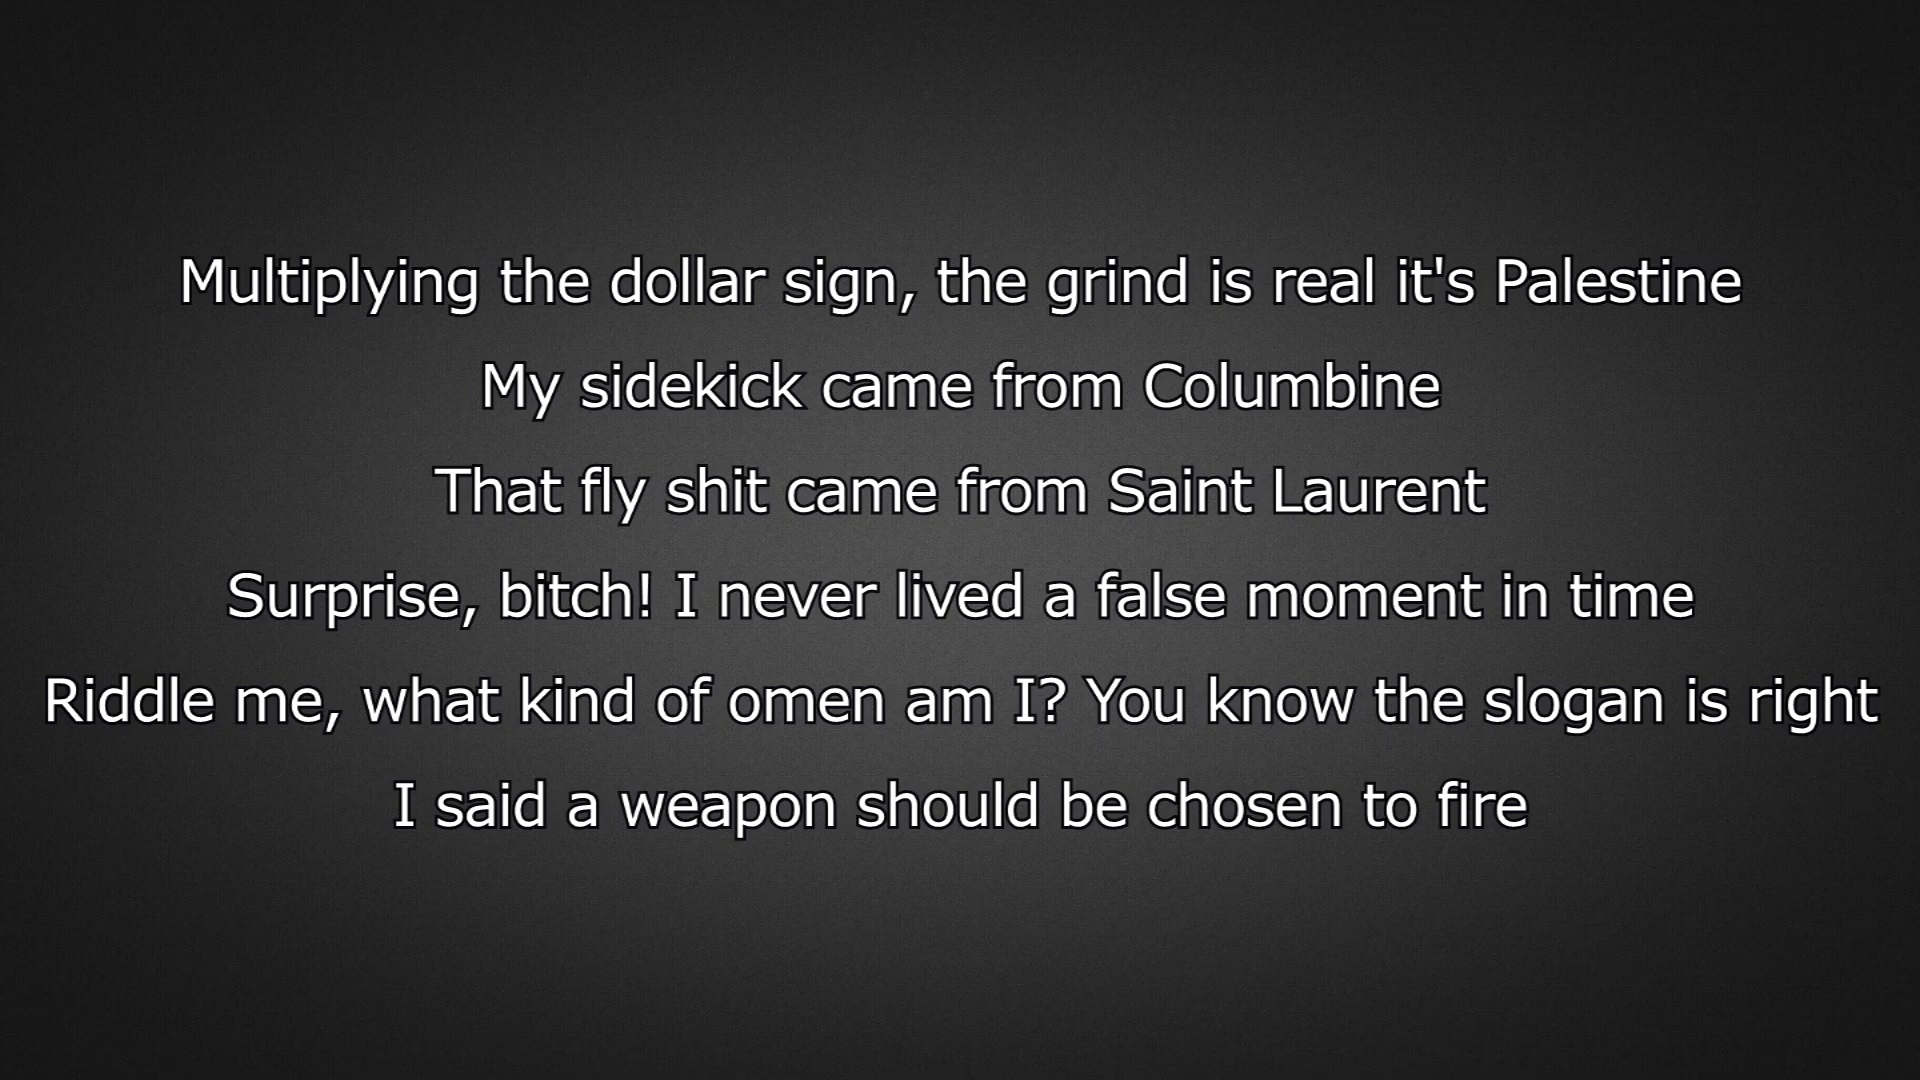 Multiplying the dollar sign, the grind is real it's Palestine
My sidekick came from Columbine
That fly shit came from Saint Laurent
Surprise, bitch! I never lived a false moment in time
Riddle me, what kind of omen am I? You know the slogan is right
I said a weapon should be chosen to fire